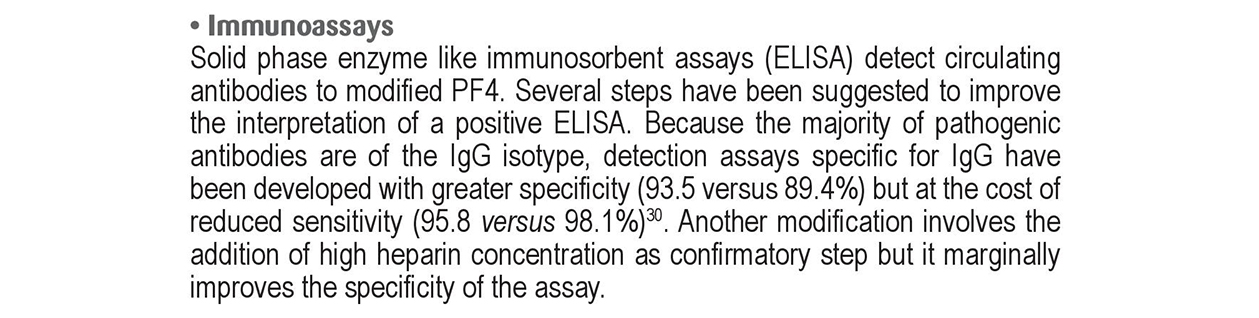 • Immunoassays
Solid phase enzyme like immunosorbent assays (ELISA) detect circulating
antibodies to modified PF4. Several steps have been suggested to improve
the interpretation of a positive ELISA. Because the majority of pathogenic
antibodies are of the IgG isotype, detection assays specific for IgG have
been developed with greater specificity (93.5 versus 89.4%) but at the cost of
reduced sensitivity (95.8 versus 98.1%)³⁰. Another modification involves the
addition of high heparin concentration as confirmatory step but it marginally
improves the specificity of the assay.